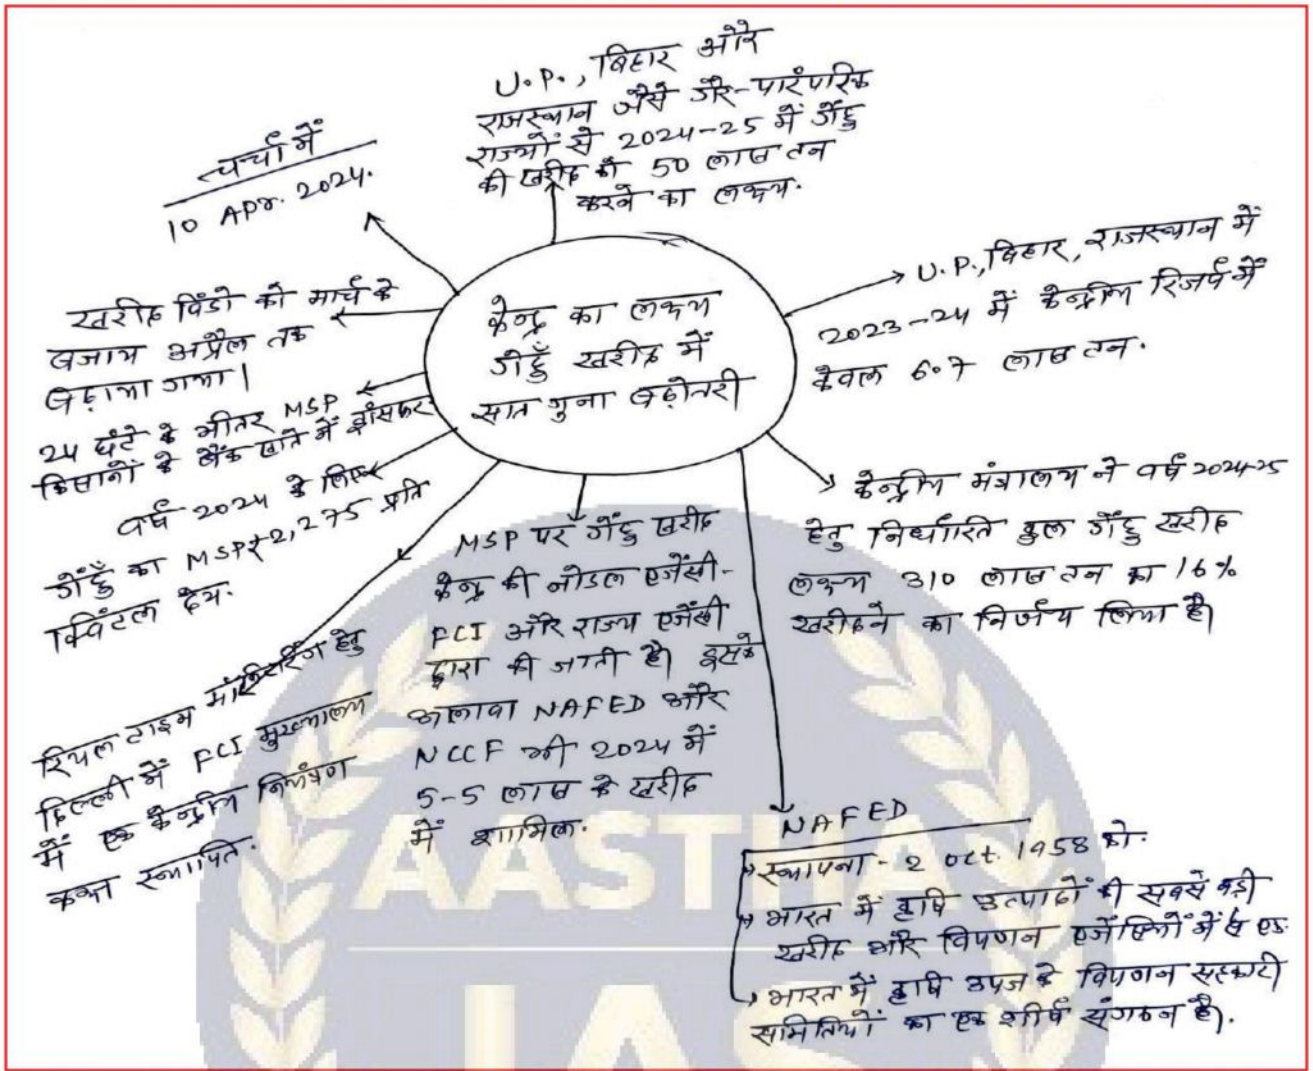 चर्चा में
10 Apr. 2024.
U.P., बिहार और
राजस्थान जैसे गैर-पारंपरिक
राज्यों से 2024-25 में गेंहु
की खरीद को 50 लाख टन
करने का लक्ष्य.
केन्द्र का लक्ष्य
गेहुँ खरीद में
सात गुना बढ़ोतरी
U.P., बिहार, राजस्थान में
2023-24 में केन्द्रीय रिजर्व में
केवल 6.7 लाख टन.
केन्द्रीय मंत्रालय ने वर्ष 2024-25
हेतु निर्धारित कुल गेंहु खरीद
लक्ष्य 310 लाख टन का 16%
खरीदने का निर्णय लिया है।
खरीद विंडो को मार्च के
बजाय अप्रैल तक
बढ़ाया गया।
24 घंटे के भीतर MSP
किसानों के बैंक खाते में ट्रांसफर
वर्ष 2024 के लिए
गेंहुँ का MSP ₹2,275 प्रति
क्विंटल देय.
रियल टाइम मॉनिटरिंग हेतु
दिल्ली में FCI मुख्यालय
में एक केन्द्रीय नियंत्रण
कक्ष स्थापित.
MSP पर गेंहु खरीद
केन्द्र की नोडल एजेंसी-
FCI और राज्य एजेंसी
द्वारा की जाती है। इसके
अलावा NAFED और
NCCF भी 2024 में
5-5 लाख के खरीद
में शामिल.
NAFED
स्थापना - 2 oct. 1958 को.
भारत में कृषि उत्पादों की सबसे बड़ी
खरीद और विपणन एजेंसियों में से एक.
भारत में कृषि उपज के विपणन सहकारी
समितियों का एक शीर्ष संगठन है।.
AASTHA
IAS